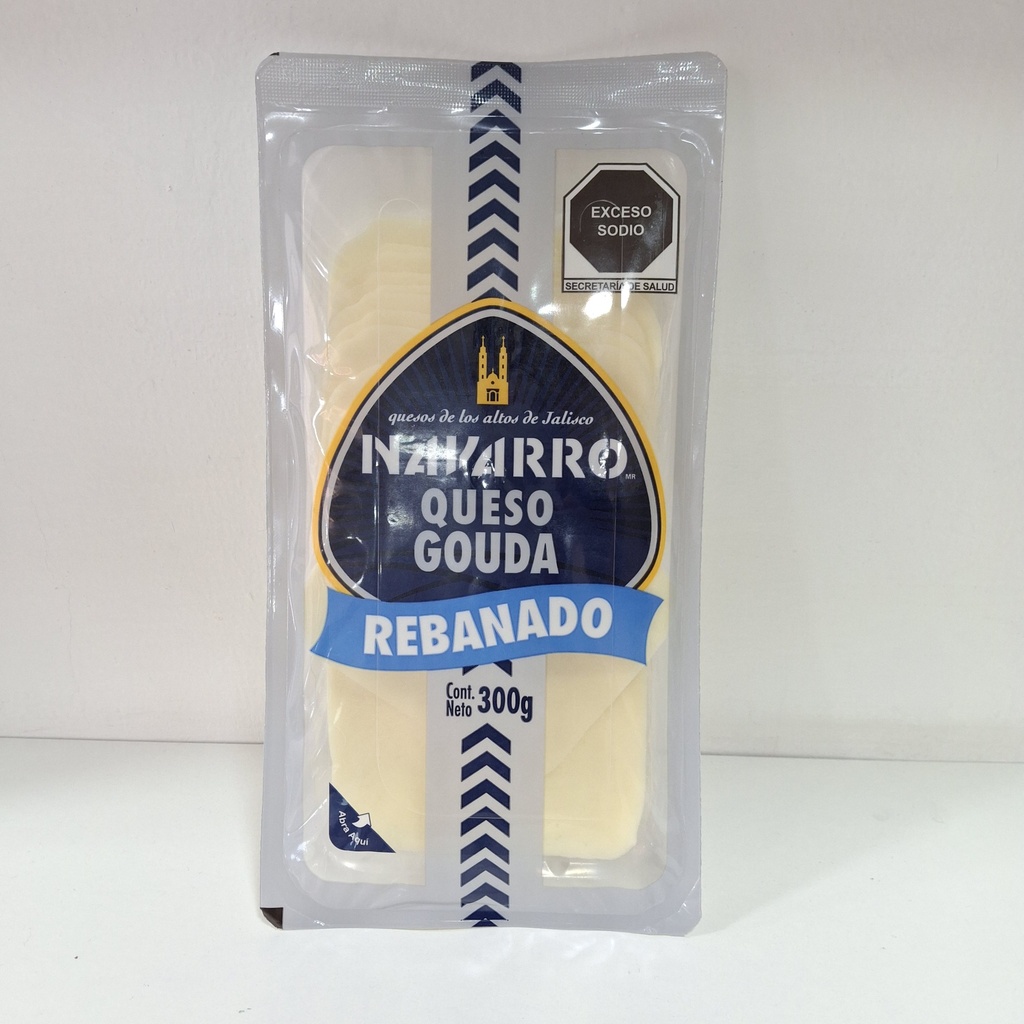 EXCESO
SODIO
SECRETARÍA DE SALUD
quesos de los altos de Jalisco
NAVARRO MR
QUESO
GOUDA
REBANADO
Cont.
Neto 300g
Abra Aquí